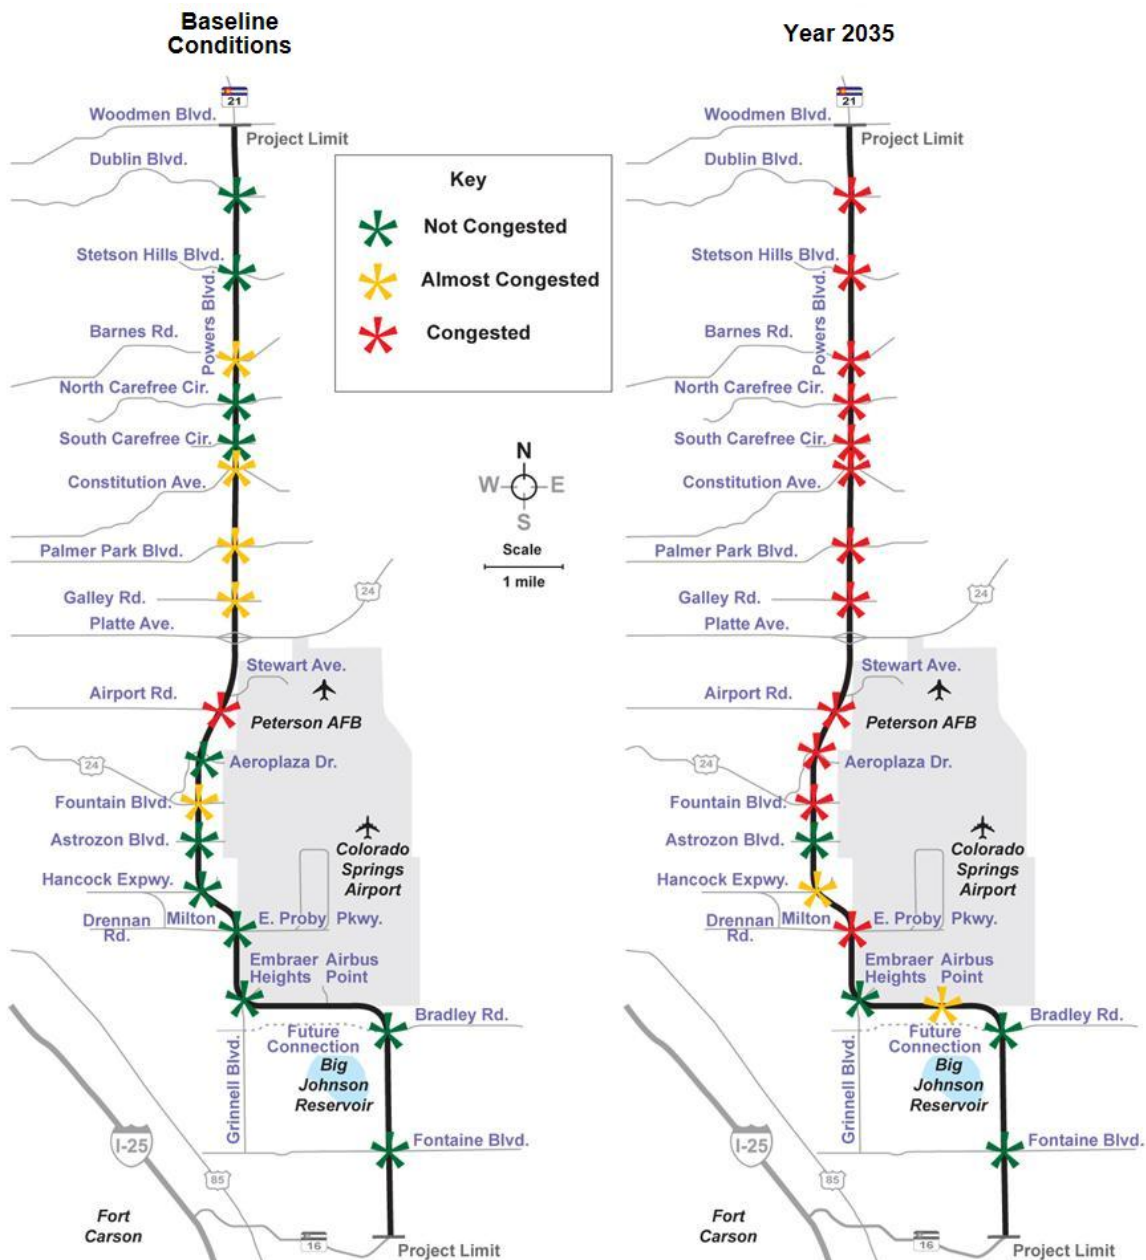 Baseline
Conditions
Year 2035
21
Woodmen Blvd.
Project Limit
Dublin Blvd.
Stetson Hills Blvd.
Powers Blvd.
Barnes Rd.
North Carefree Cir.
South Carefree Cir.
Constitution Ave.
Palmer Park Blvd.
Galley Rd.
24
Platte Ave.
Stewart Ave.
Airport Rd.
Peterson AFB
24
Aeroplaza Dr.
Fountain Blvd.
Astrozon Blvd.
Colorado
Springs
Airport
Hancock Expwy.
Drennan
Rd.
Milton
E. Proby Pkwy.
Embraer
Heights
Airbus
Point
Bradley Rd.
Future
Connection
Big
Johnson
Reservoir
Grinnell Blvd.
I-25
Fontaine Blvd.
85
Fort
Carson
16
Project Limit
Key
Not Congested
Almost Congested
Congested
N
W E
S
Scale
1 mile
21
Woodmen Blvd.
Project Limit
Dublin Blvd.
Stetson Hills Blvd.
Powers Blvd.
Barnes Rd.
North Carefree Cir.
South Carefree Cir.
Constitution Ave.
Palmer Park Blvd.
Galley Rd.
24
Platte Ave.
Stewart Ave.
Airport Rd.
Peterson AFB
24
Aeroplaza Dr.
Fountain Blvd.
Astrozon Blvd.
Colorado
Springs
Airport
Hancock Expwy.
Drennan
Rd.
Milton
E. Proby Pkwy.
Embraer
Heights
Airbus
Point
Bradley Rd.
Future
Connection
Big
Johnson
Reservoir
Grinnell Blvd.
I-25
Fontaine Blvd.
85
Fort
Carson
16
Project Limit